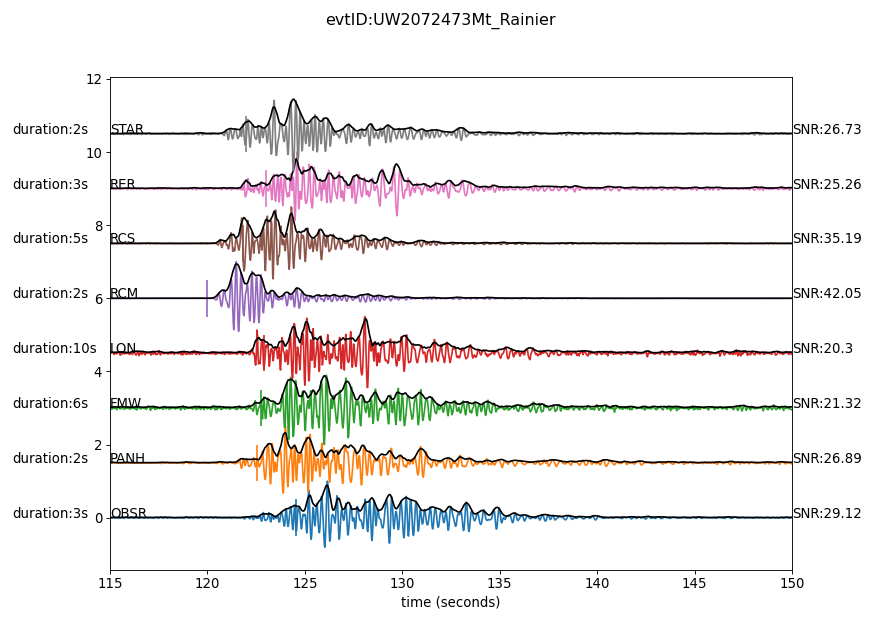 evtID:UW2072473Mt_Rainier
12
duration:2s STAR SNR:26.73
10
duration:3s RER SNR:25.26
8
duration:5s RCS SNR:35.19
duration:2s 6 RCM SNR:42.05
duration:10s LON SNR:20.3
4
duration:6s FMW SNR:21.32
2
duration:2s PANH SNR:26.89
duration:3s 0 OBSR SNR:29.12
115 120 125 130 135 140 145 150
time (seconds)